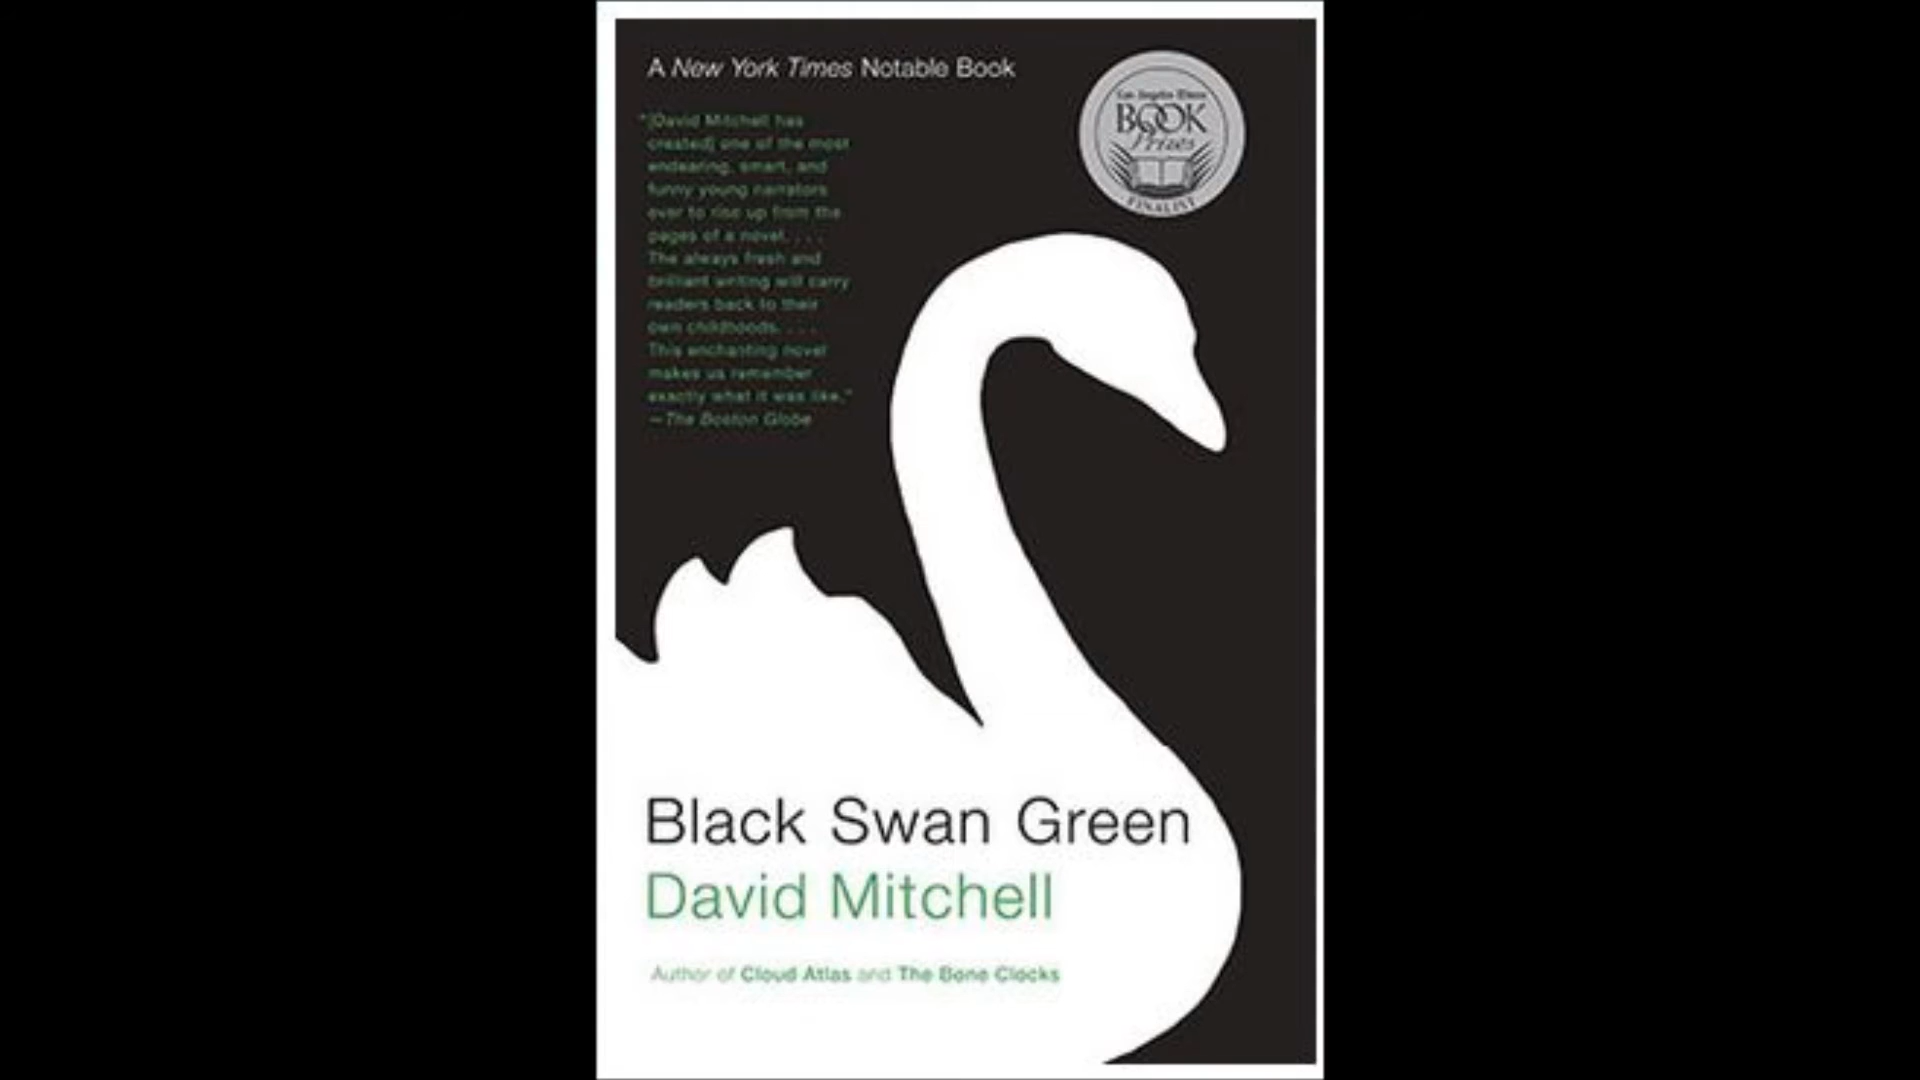 A New York Times Notable Book
Los Angeles Times
BOOK
Prizes
FINALIST
"[David Mitchell has
created] one of the most
endearing, smart, and
funny young narrators
ever to rise up from the
pages of a novel. . . .
The always fresh and
brilliant writing will carry
readers back to their
own childhoods. . . .
This enchanting novel
makes us remember
exactly what it was like."
—The Boston Globe
Black Swan Green
David Mitchell
Author of Cloud Atlas and The Bone Clocks